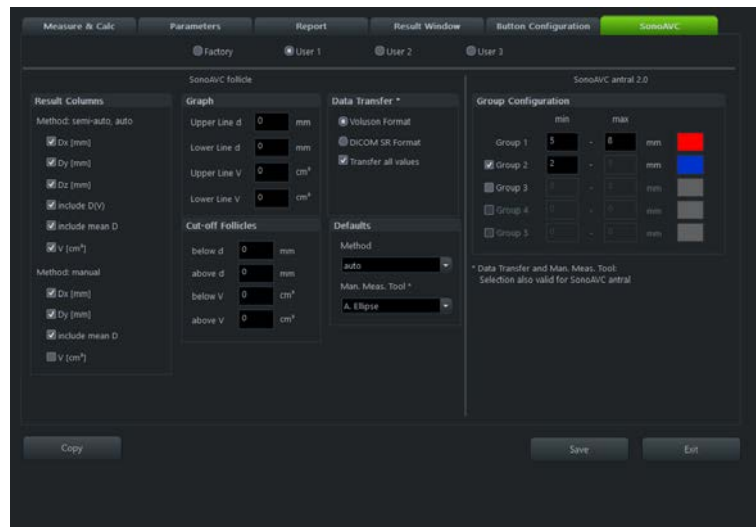 Measure & Calc Parameters Report Result Window Button Configuration SonoAVC
Factory User 1 User 2 User 3
SonoAVC follicle
Result Columns
Method: semi-auto, auto
Dx [mm]
Dy [mm]
Dz [mm]
include D(V)
include mean D
V [cm³]
Method: manual
Dx [mm]
Dy [mm]
include mean D
V [cm³]
Graph
Upper Line d 0 mm
Lower Line d 0 mm
Upper Line V 0 cm³
Lower Line V 0 cm³
Cut-off Follicles
below d 0 mm
above d 0 mm
below V 0 cm³
above V 0 cm³
Data Transfer *
Voluson Format
DICOM SR Format
Transfer all values
Defaults
Method
auto
Man. Meas. Tool *
A. Ellipse
SonoAVC antral 2.0
Group Configuration
min max
Group 1 5 - 6 mm
Group 2 2 - mm
Group 3 - mm
Group 4 - mm
Group 5 - mm
* Data Transfer and Man. Meas. Tool:
Selection also valid for SonoAVC antral
Copy Save Exit